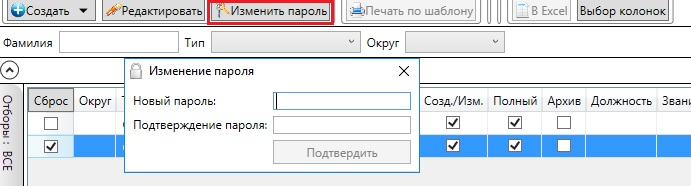 Создать Редактировать Изменить пароль Печать по шаблону В Excel Выбор колонок
Фамилия Тип Округ
Изменение пароля
Новый пароль:
Подтверждение пароля:
Подтвердить
Отборы : ВСЕ
Сброс Округ Созд./Изм. Полный Архив Должность